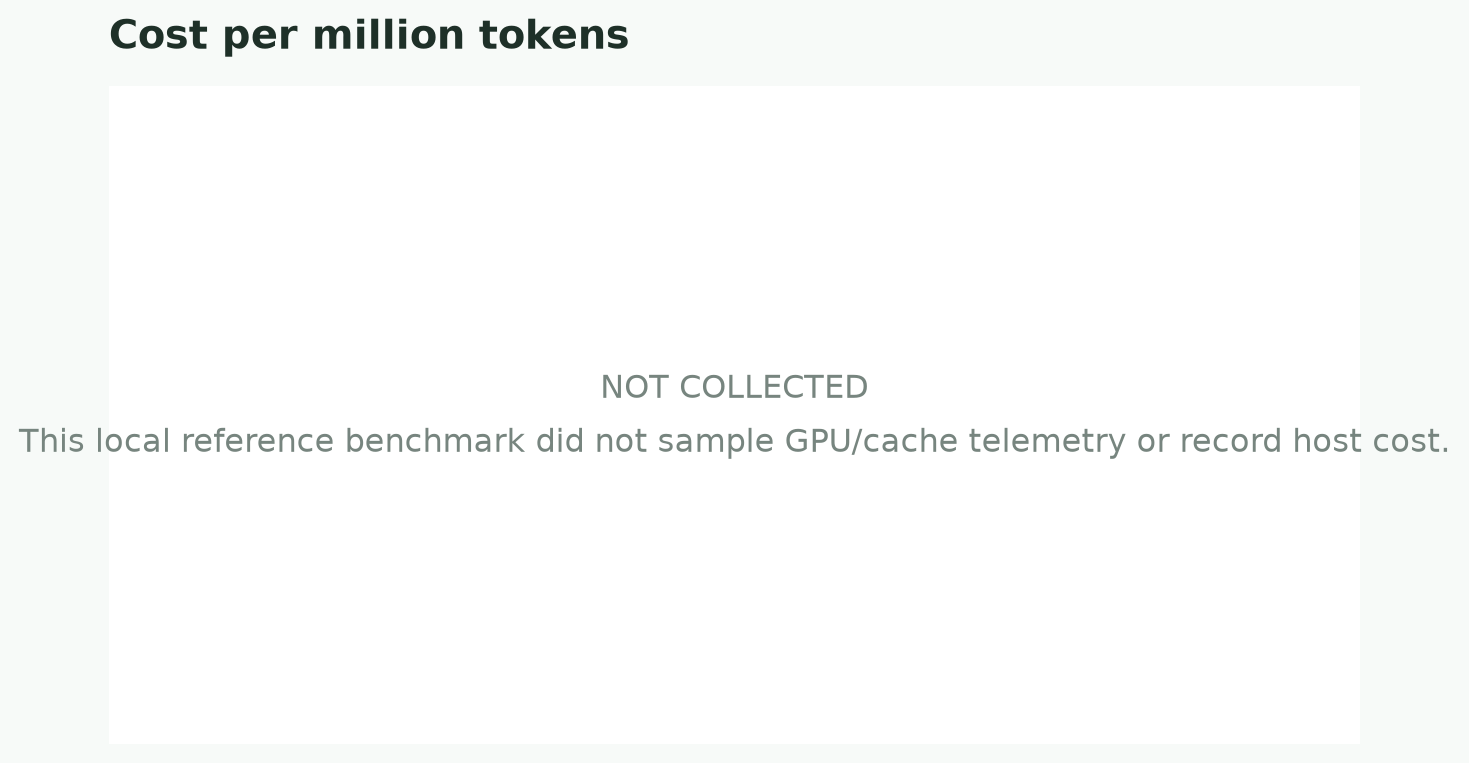 Cost per million tokens
NOT COLLECTED
This local reference benchmark did not sample GPU/cache telemetry or record host cost.